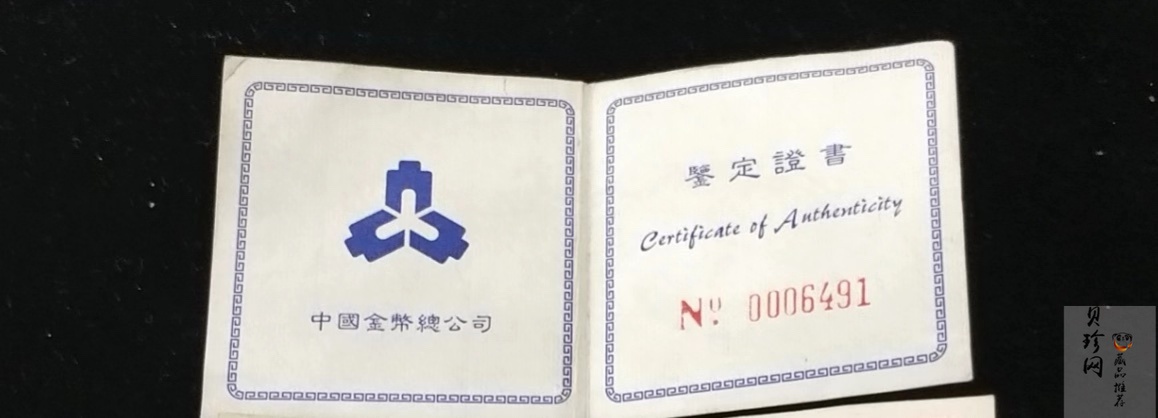 中國金幣總公司
鑒定證書
Certificate of Authenticity
Nº 0006491
贝珍网
藏品推荐